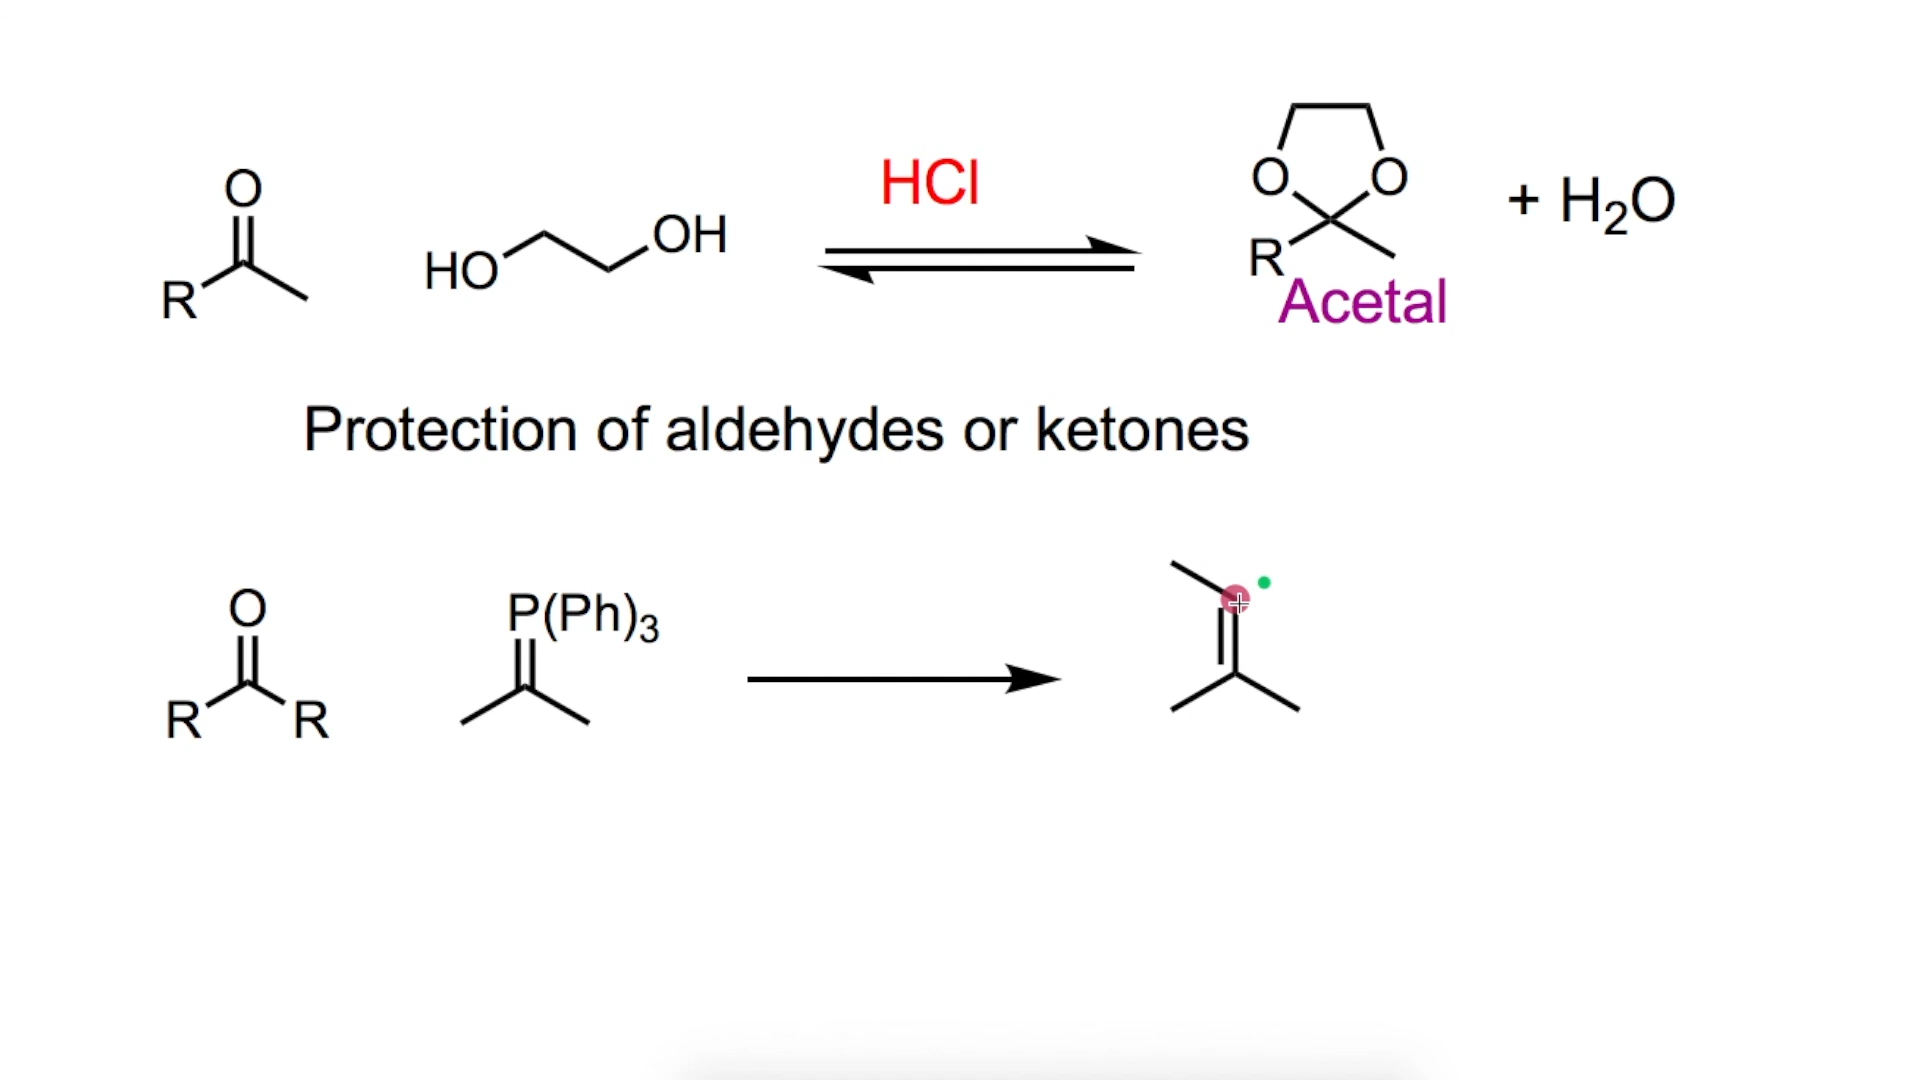 O
R
HO
OH
HCl
O
O
R
Acetal
+ H₂O
Protection of aldehydes or ketones
O
R
R
P(Ph)₃